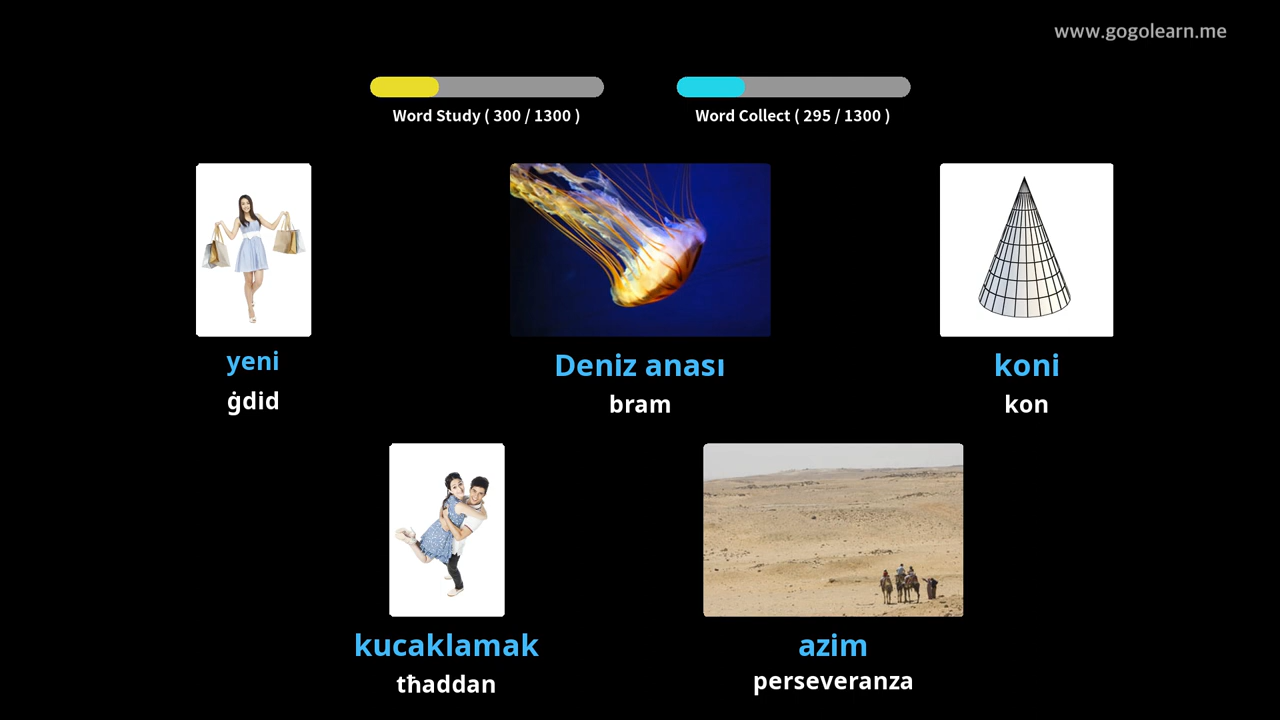 www.gogolearn.me
Word Study ( 300 / 1300 )
Word Collect ( 295 / 1300 )
yeni
ġdid
Deniz anası
bram
koni
kon
kucaklamak
tħaddan
azim
perseveranza